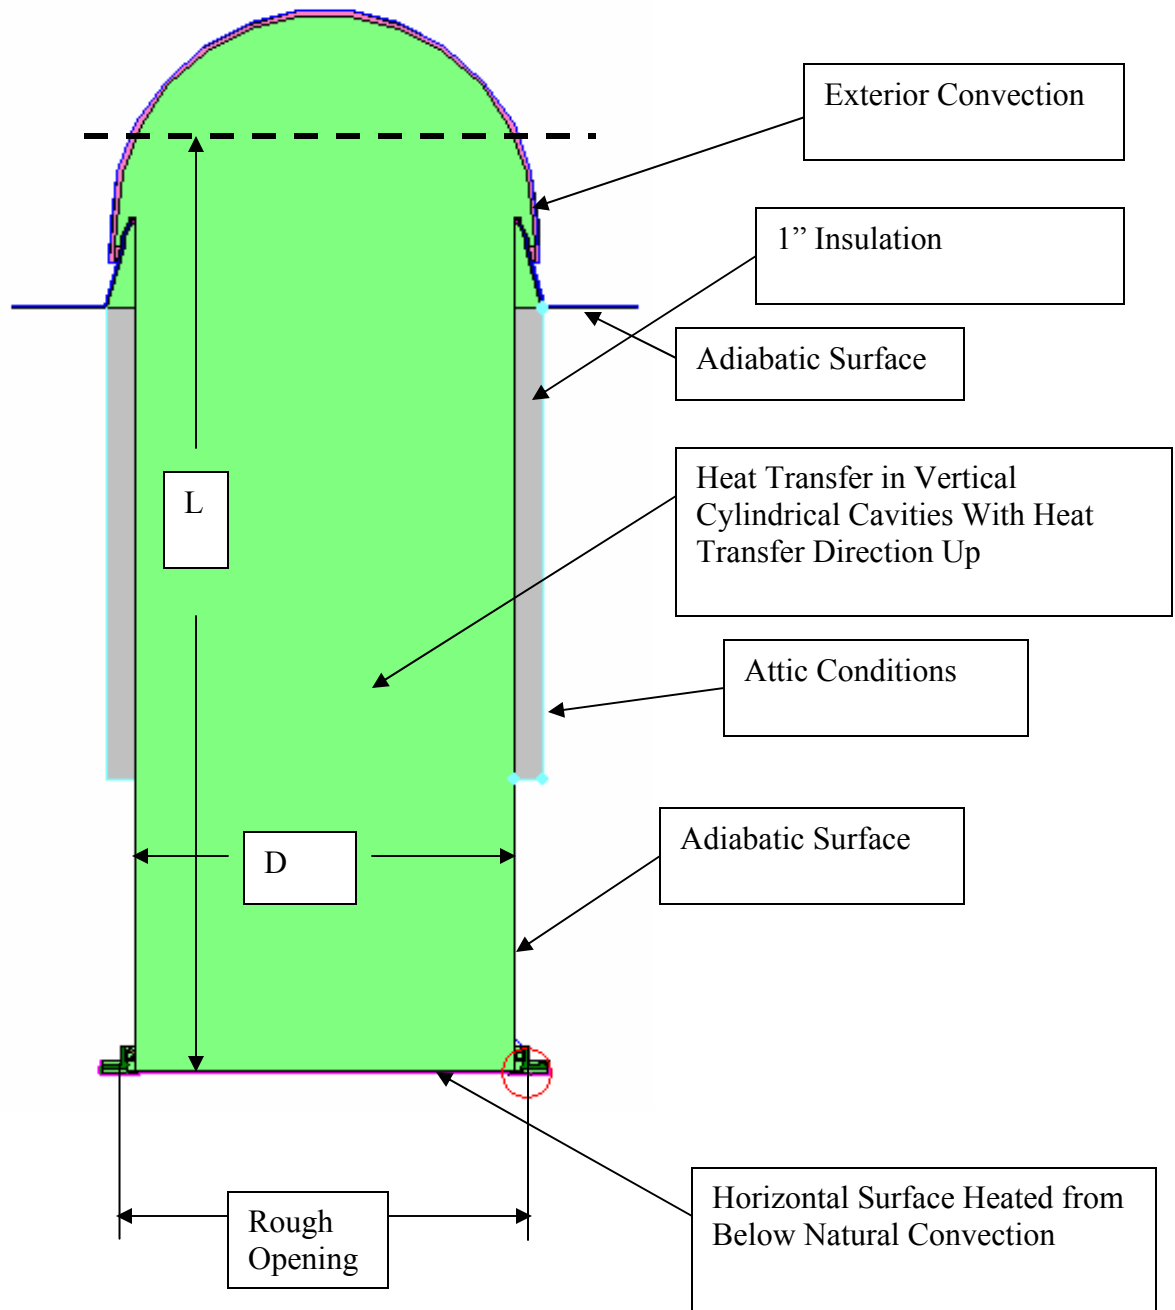 Exterior Convection
1” Insulation
Adiabatic Surface
L
Heat Transfer in Vertical
Cylindrical Cavities With Heat
Transfer Direction Up
Attic Conditions
D
Adiabatic Surface
Rough
Opening
Horizontal Surface Heated from
Below Natural Convection